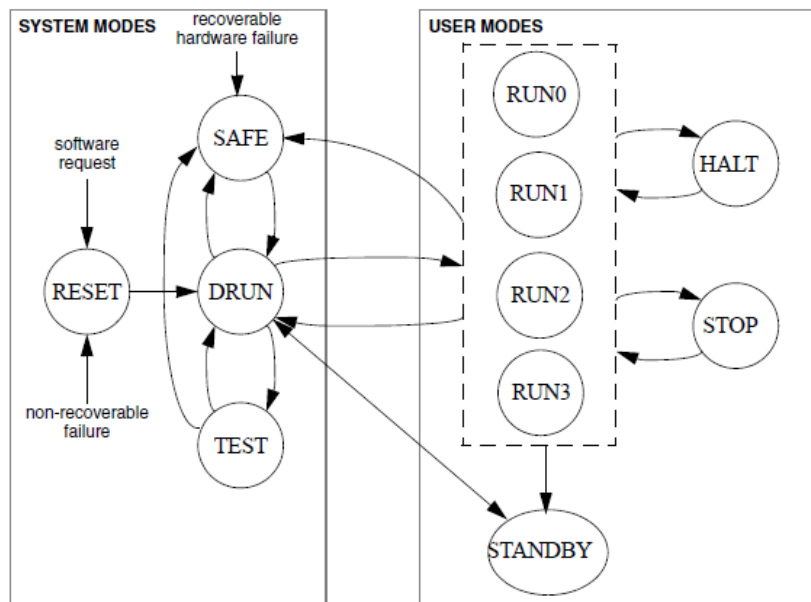 SYSTEM MODES
recoverable
hardware failure
SAFE
software
request
RESET
DRUN
non-recoverable
failure
TEST
USER MODES
RUN0
RUN1
HALT
RUN2
STOP
RUN3
STANDBY